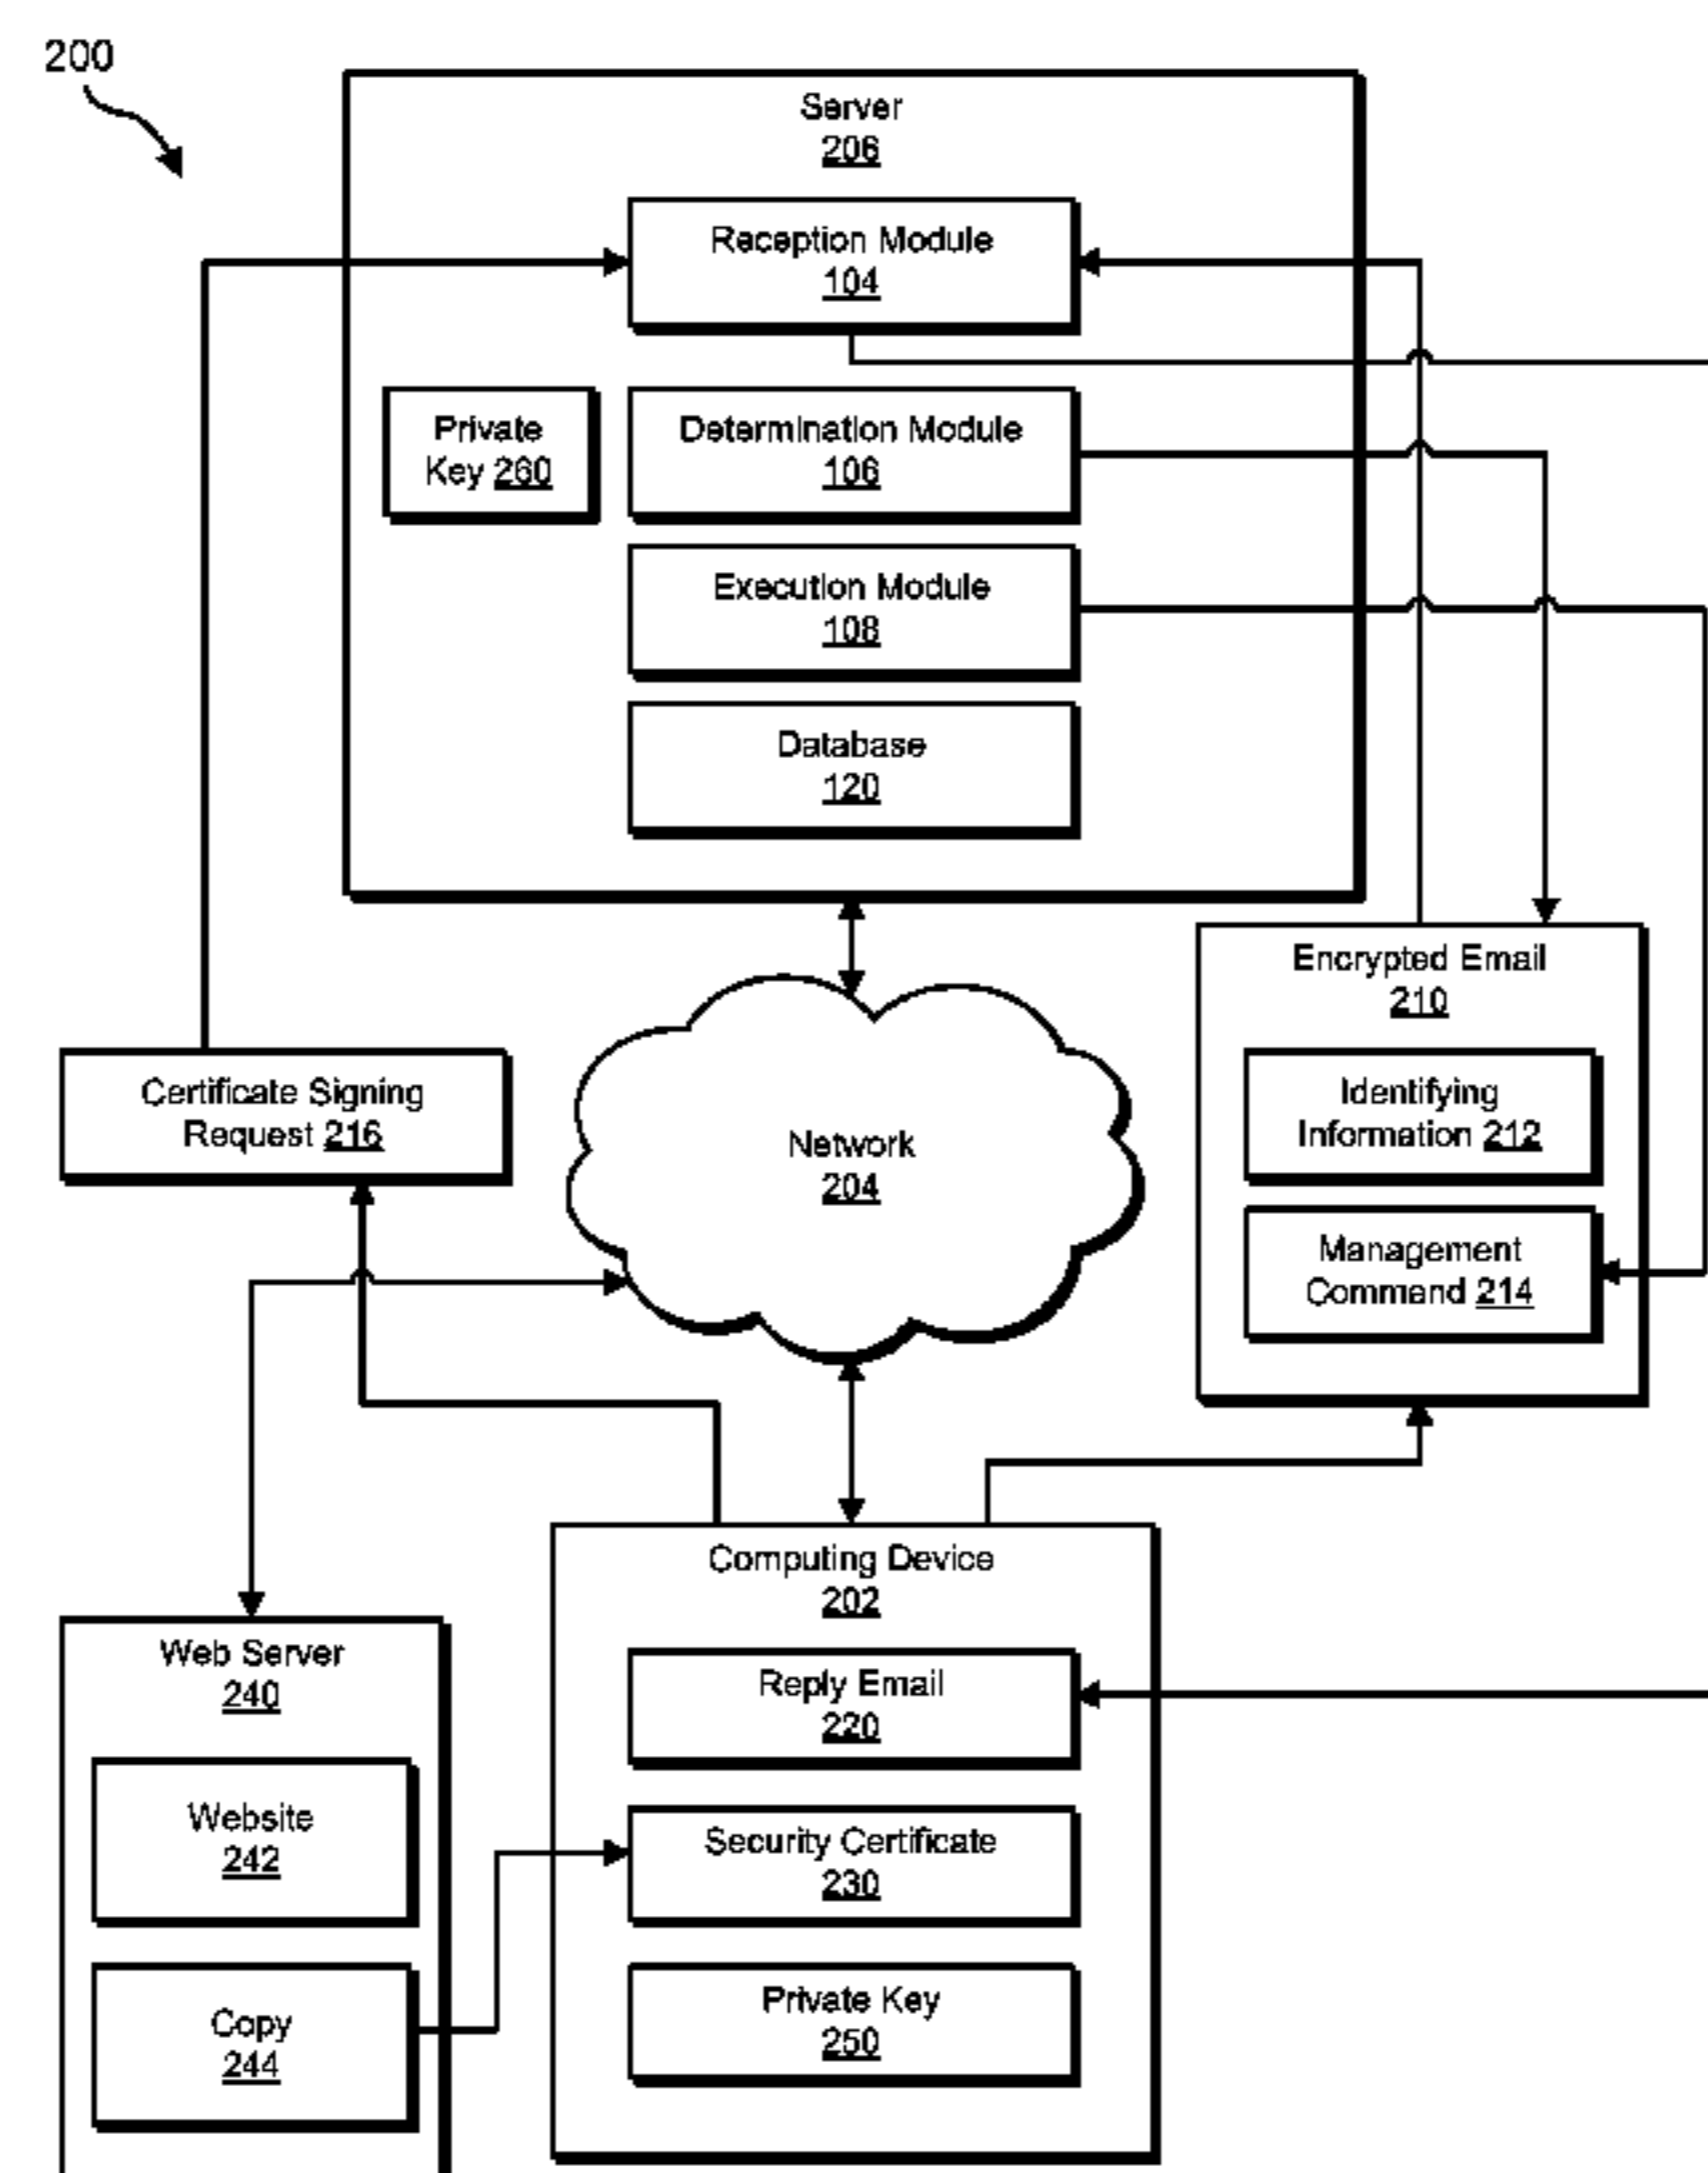 200
Server
206
Reception Module
104
Private
Key 260
Determination Module
106
Execution Module
108
Database
120
Encrypted Email
210
Identifying
Information 212
Management
Command 214
Certificate Signing
Request 216
Network
204
Computing Device
202
Reply Email
220
Security Certificate
230
Private Key
250
Web Server
240
Website
242
Copy
244